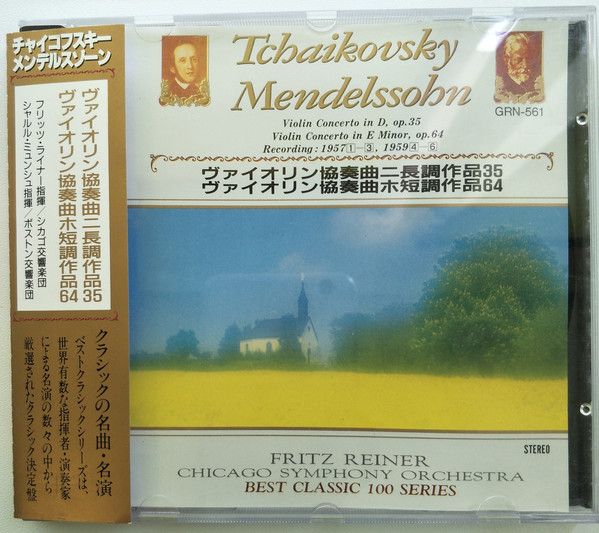 チャイコフスキー
メンデルスゾーン
ヴァイオリン協奏曲ニ長調作品35
ヴァイオリン協奏曲ホ短調作品64
フリッツ・ライナー指揮/シカゴ交響楽団
シャルル・ミュンシュ指揮/ボストン交響楽団
クラシックの名曲・名演
ベストクラシックシリーズは、
世界有数な指揮者・演奏家
による名演の数々の中から
厳選されたクラシック決定盤
Tchaikovsky
Mendelssohn
GRN-561
Violin Concerto in D, op.35
Violin Concerto in E Minor, op.64
Recording : 1957①-③, 1959④-⑥
ヴァイオリン協奏曲ニ長調作品35
ヴァイオリン協奏曲ホ短調作品64
STEREO
FRITZ REINER
CHICAGO SYMPHONY ORCHESTRA
BEST CLASSIC 100 SERIES